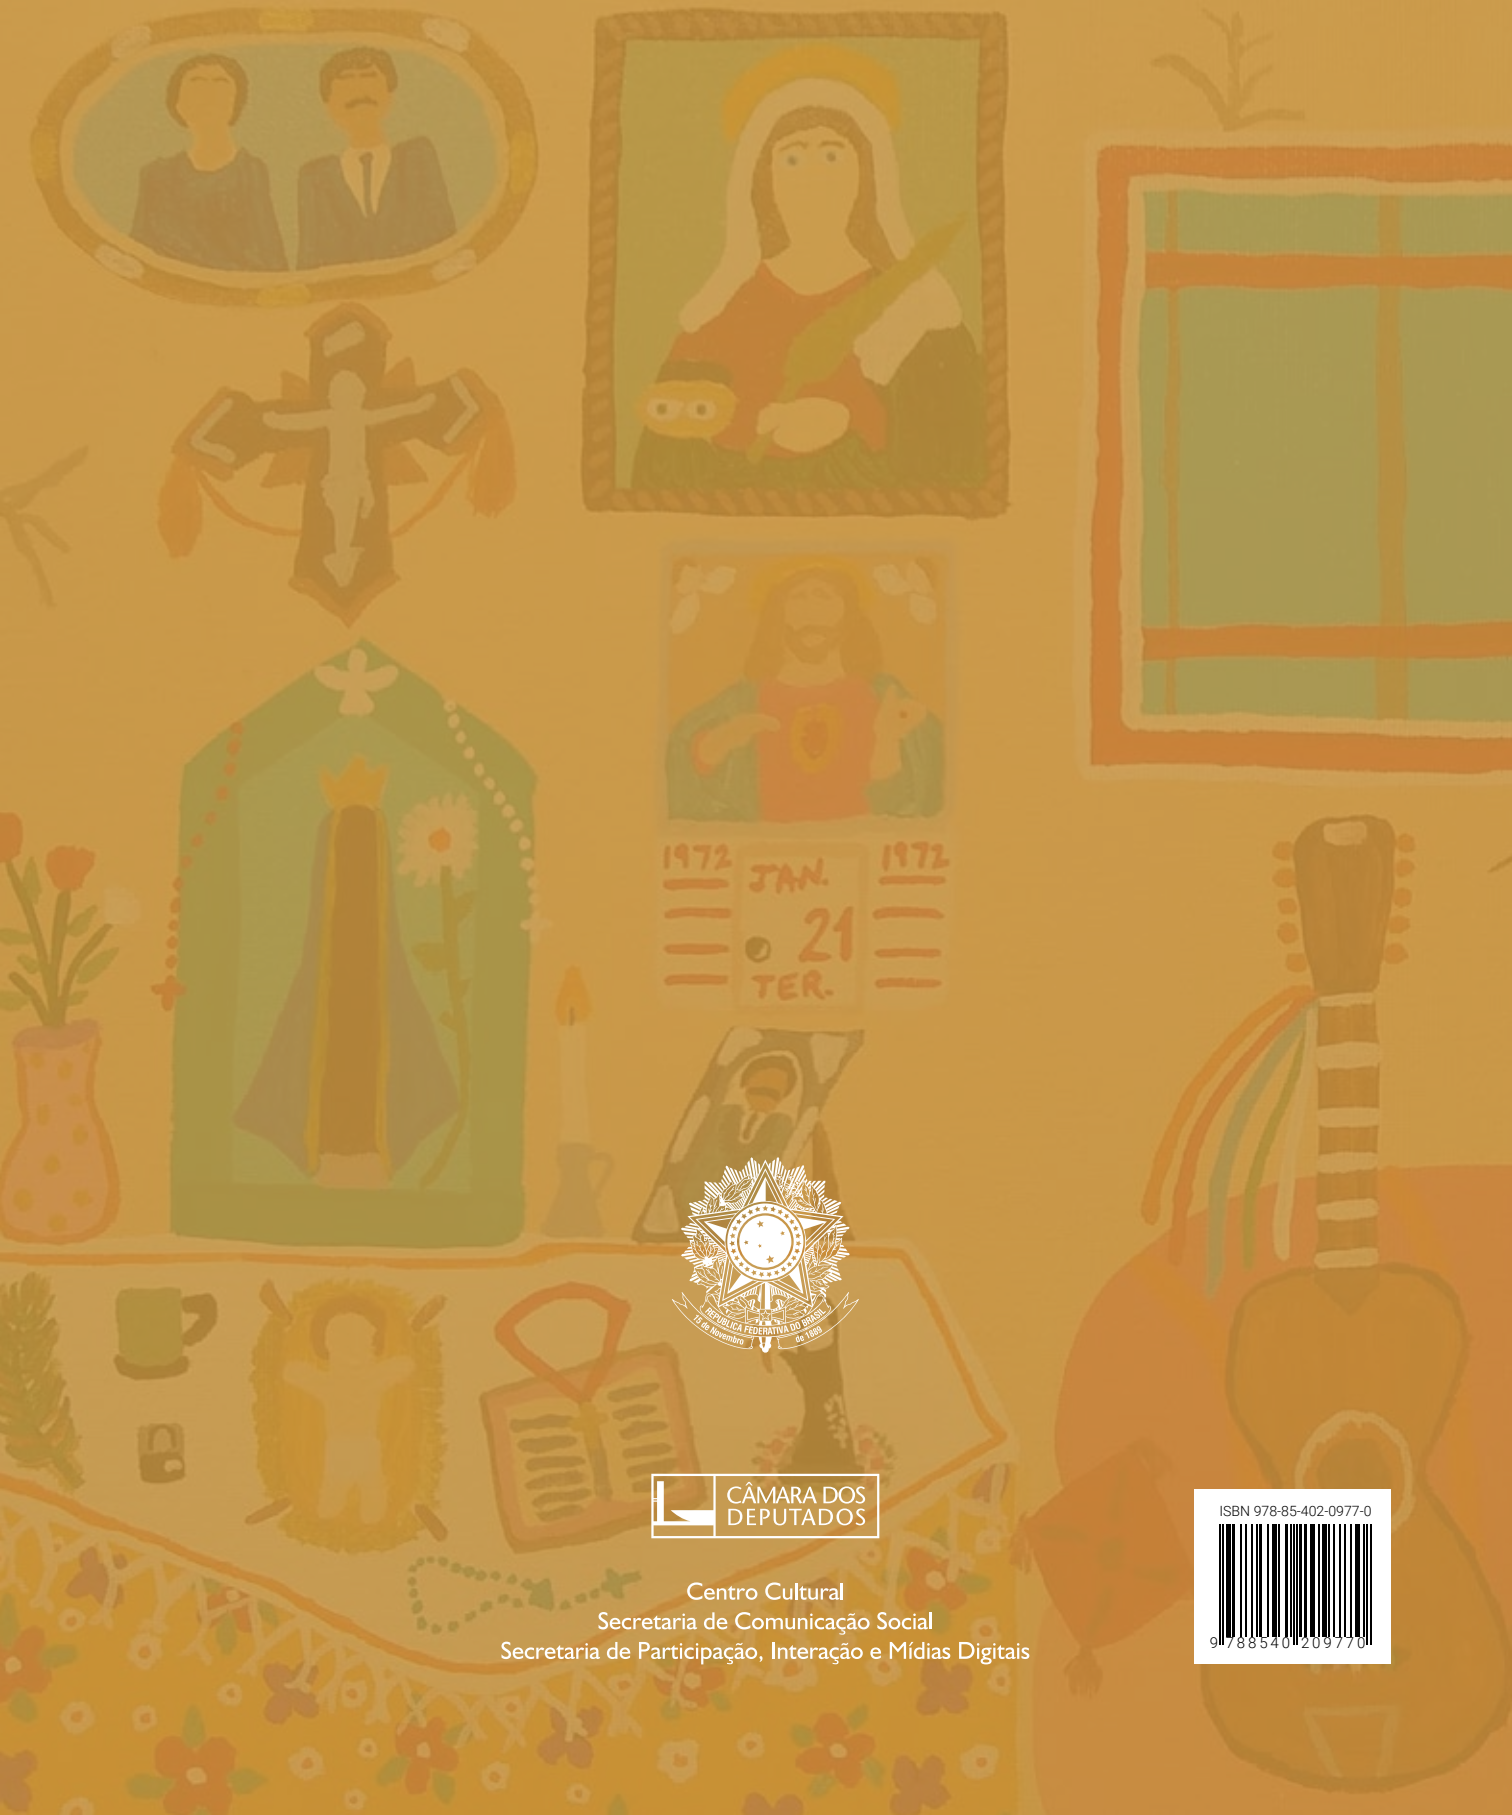 1972 JAN. 1972
21
TER.
REPÚBLICA FEDERATIVA DO BRASIL
15 de Novembro de 1889
CÂMARA DOS
DEPUTADOS
ISBN 978-85-402-0977-0
9 788540 209770
Centro Cultural
Secretaria de Comunicação Social
Secretaria de Participação, Interação e Mídias Digitais